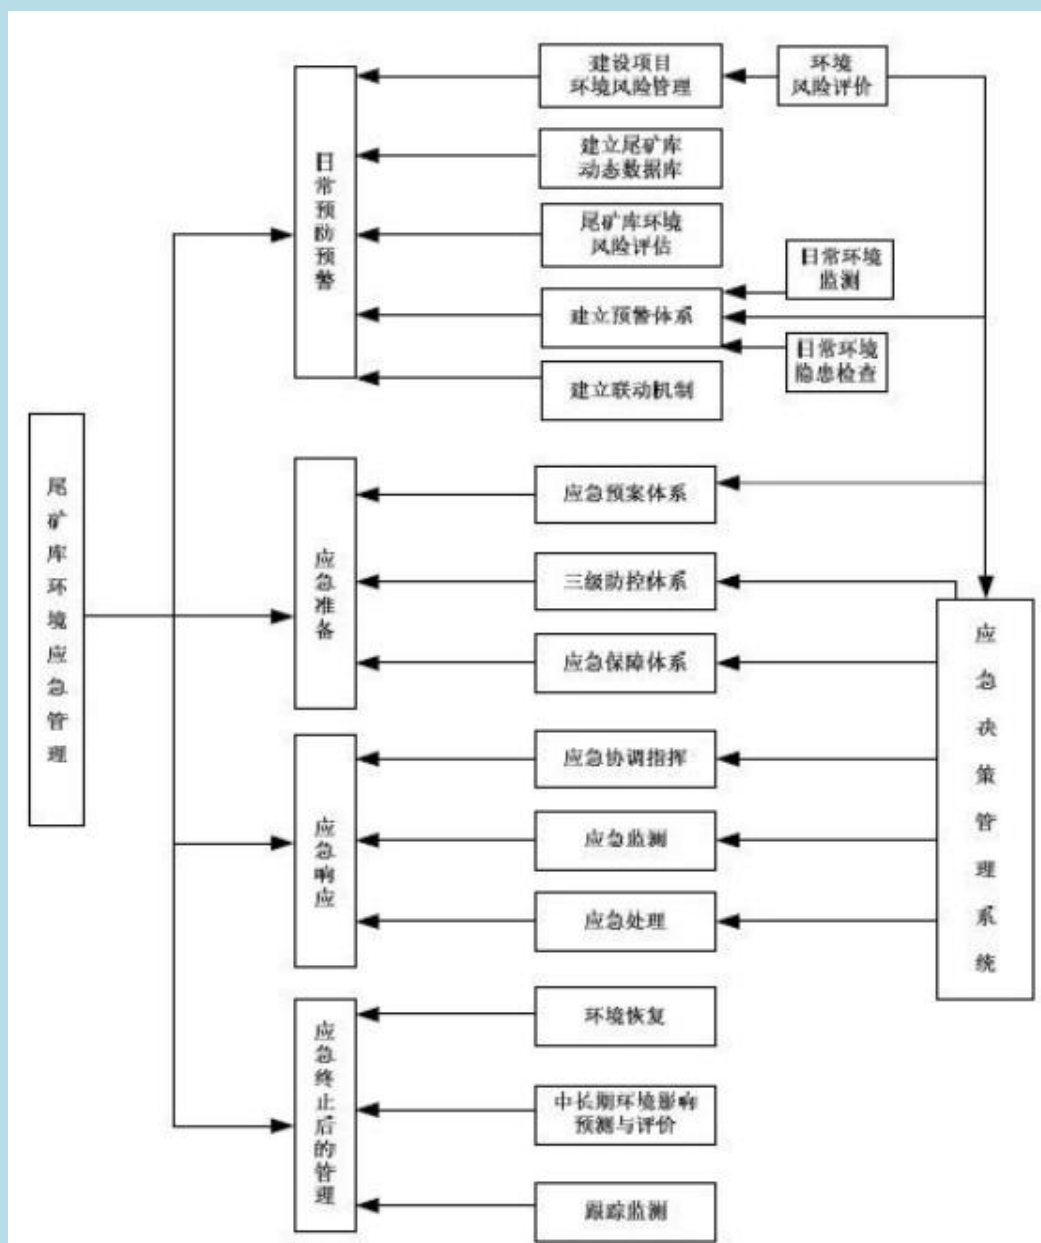 尾矿库环境应急管理
日常预防预警
建设项目
环境风险管理
环境
风险评价
建立尾矿库
动态数据库
尾矿库环境
风险评估
日常环境
监测
建立预警体系
日常环境
隐患检查
建立联动机制
应急准备
应急预案体系
三级防控体系
应急保障体系
应急响应
应急协调指挥
应急监测
应急处理
应急决策管理系统
应急终止后的管理
环境恢复
中长期环境影响
预测与评价
跟踪监测